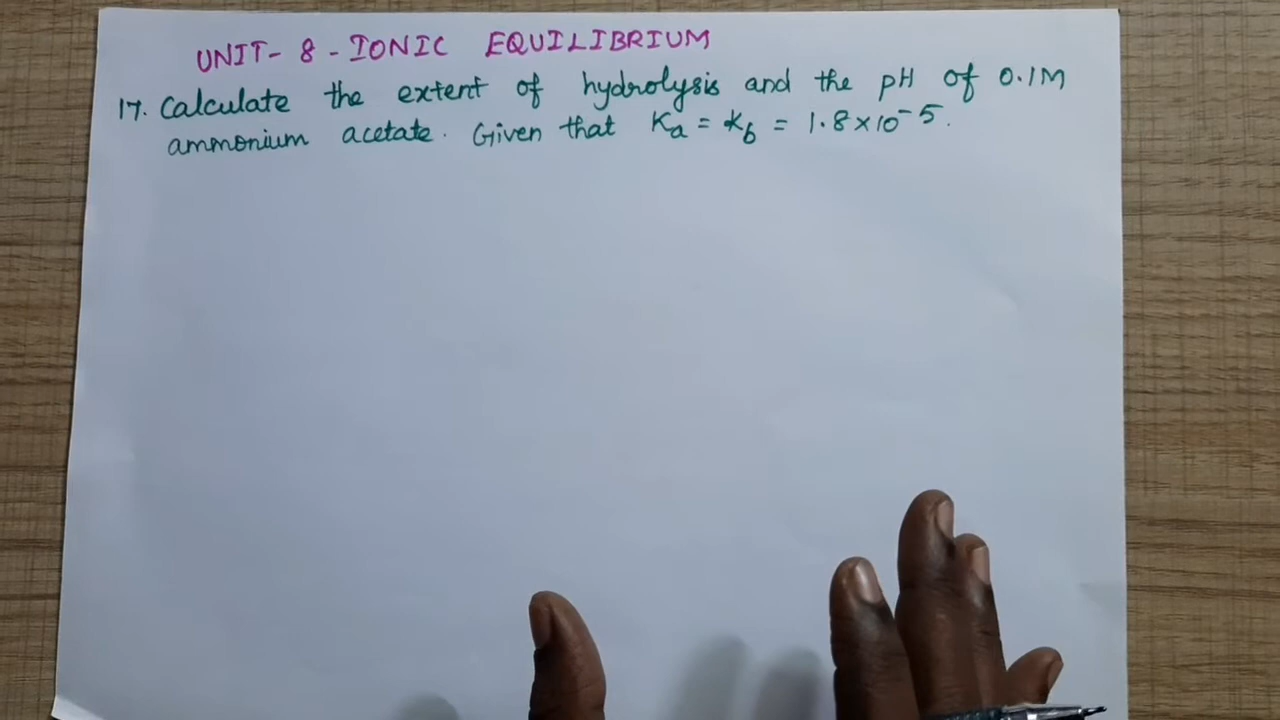 UNIT- 8 - IONIC EQUILIBRIUM
17. Calculate the extent of hydrolysis and the pH of 0.1M
ammonium acetate. Given that Ka = Kb = 1.8×10⁻⁵.